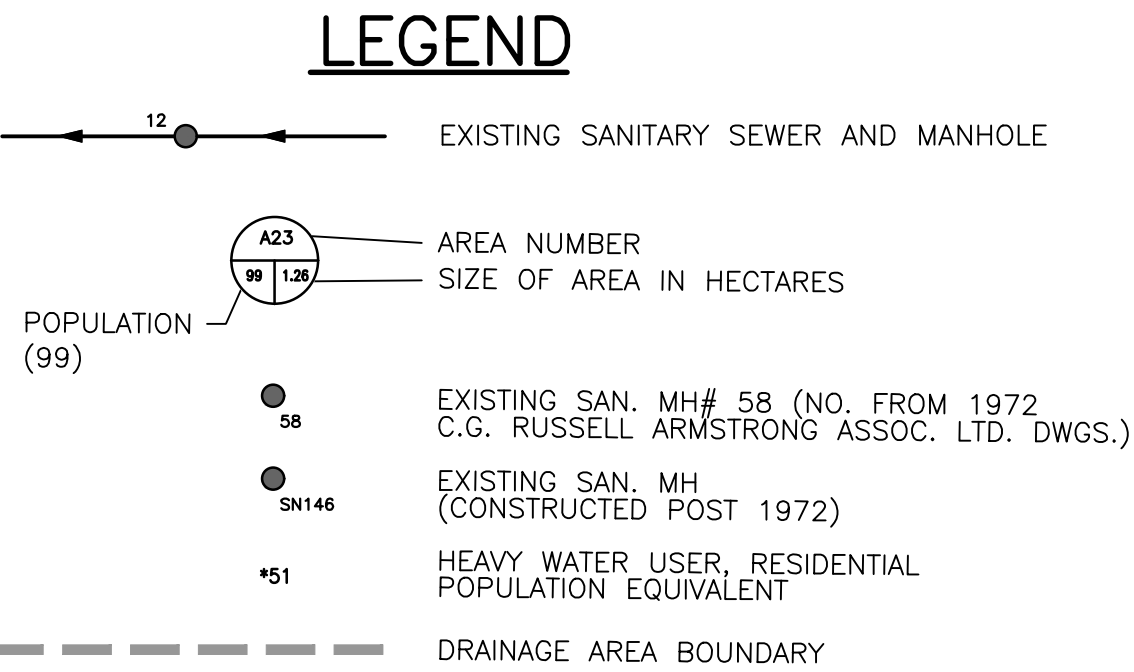 LEGEND
12
EXISTING SANITARY SEWER AND MANHOLE
A23
AREA NUMBER
99 1.26
SIZE OF AREA IN HECTARES
POPULATION
(99)
58
EXISTING SAN. MH# 58 (NO. FROM 1972
C.G. RUSSELL ARMSTRONG ASSOC. LTD. DWGS.)
SN146
EXISTING SAN. MH
(CONSTRUCTED POST 1972)
*51
HEAVY WATER USER, RESIDENTIAL
POPULATION EQUIVALENT
DRAINAGE AREA BOUNDARY